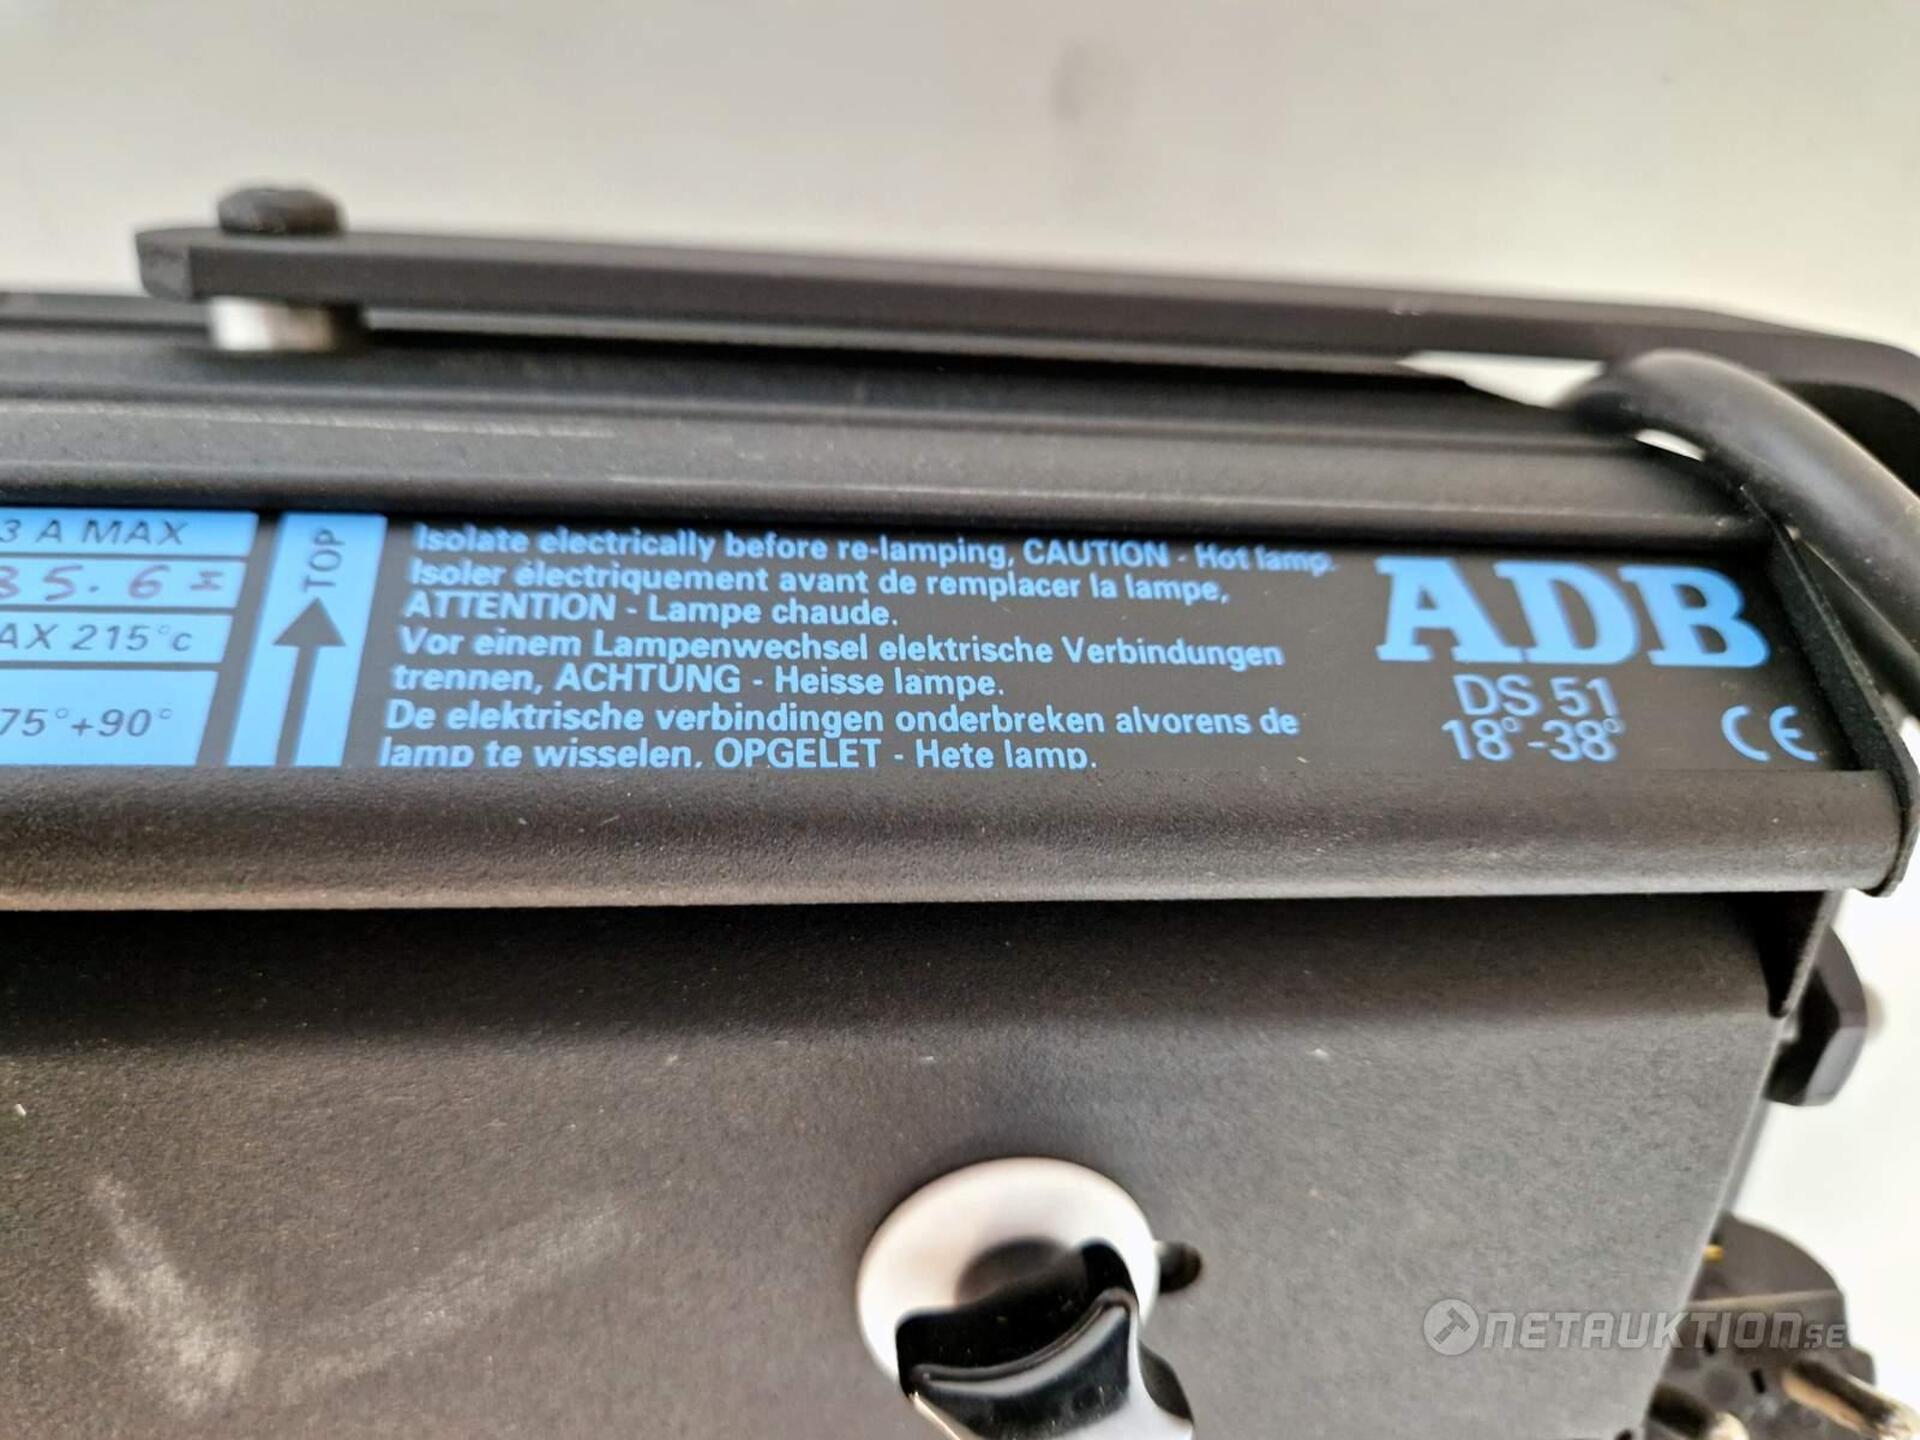 3 A MAX
35.6
AX 215°c
75° +90°
TOP
Isolate electrically before re-lamping, CAUTION - Hot lamp.
Isoler électriquement avant de remplacer la lampe,
ATTENTION - Lampe chaude.
Vor einem Lampenwechsel elektrische Verbindungen
trennen, ACHTUNG - Heisse lampe.
De elektrische verbindingen onderbreken alvorens de
lamp te wisselen, OPGELET - Hete lamp.
ADB
DS 51
18°-38°
CE
NETAUKTION.SE